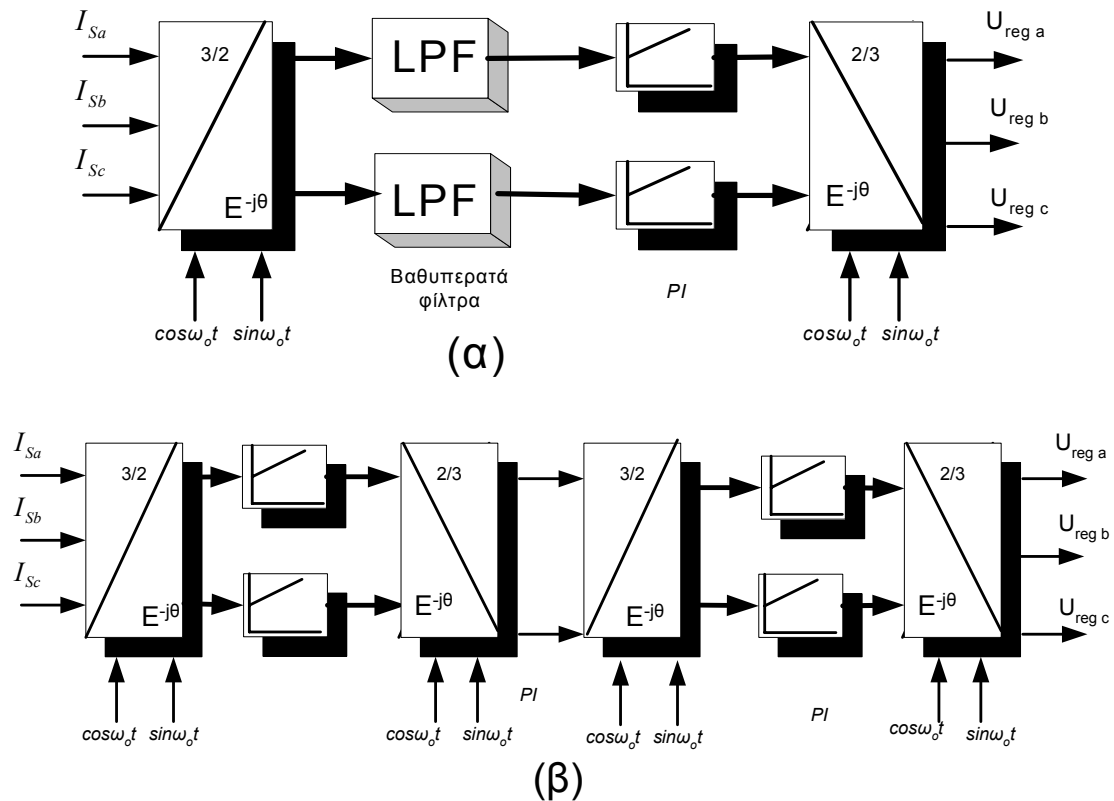 I_Sa
I_Sb
I_Sc
3/2
E^-jθ
LPF
LPF
Βαθυπερατά
φίλτρα
PI
2/3
E^-jθ
U_reg a
U_reg b
U_reg c
cosω_ot sinω_ot
cosω_ot sinω_ot
(α)
I_Sa
I_Sb
I_Sc
3/2
E^-jθ
2/3
E^-jθ
3/2
E^-jθ
2/3
E^-jθ
U_reg a
U_reg b
U_reg c
PI
PI
cosω_ot sinω_ot
cosω_ot sinω_ot
cosω_ot sinω_ot
cosω_ot sinω_ot
(β)